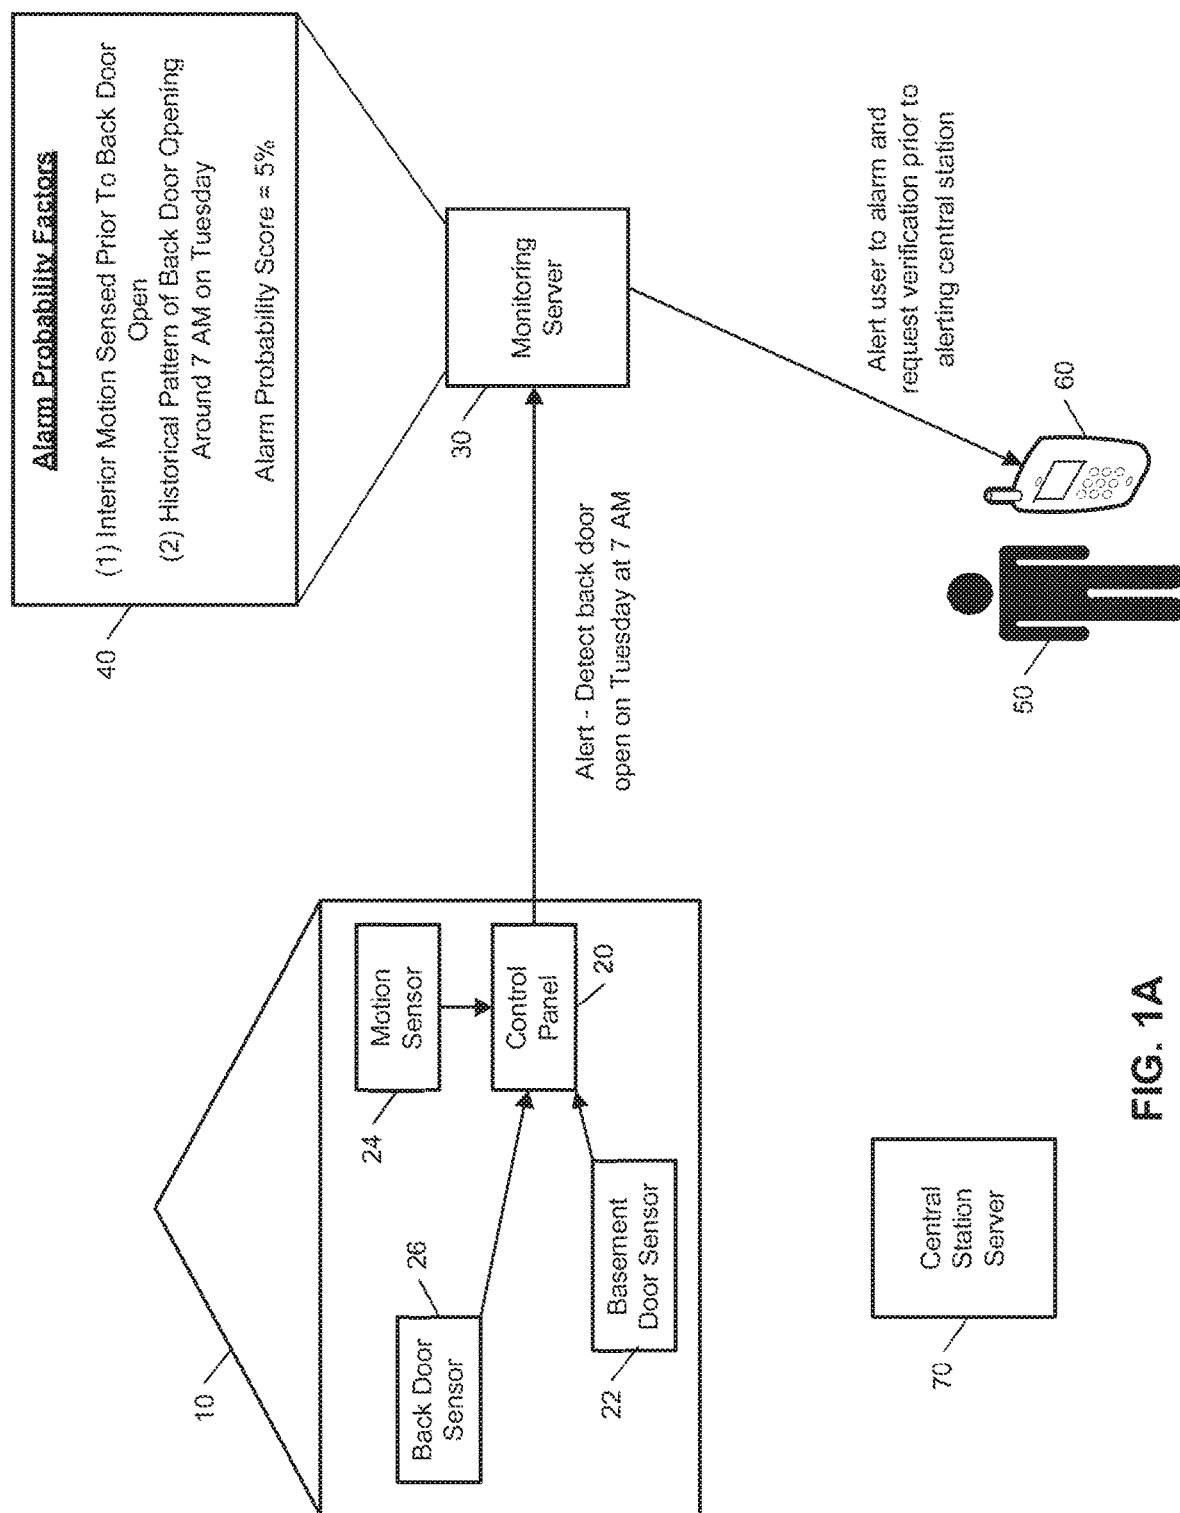 Alarm Probability Factors
(1) Interior Motion Sensed Prior To Back Door
Open
(2) Historical Pattern of Back Door Opening
Around 7 AM on Tuesday
Alarm Probability Score = 5%
40
10
Motion
Sensor
24
Back Door
Sensor
26
Control
Panel
20
Basement
Door Sensor
22
Alert - Detect back door
open on Tuesday at 7 AM
Monitoring
Server
30
Alert user to alarm and
request verification prior to
alerting central station
60
50
Central
Station
Server
70
FIG. 1A